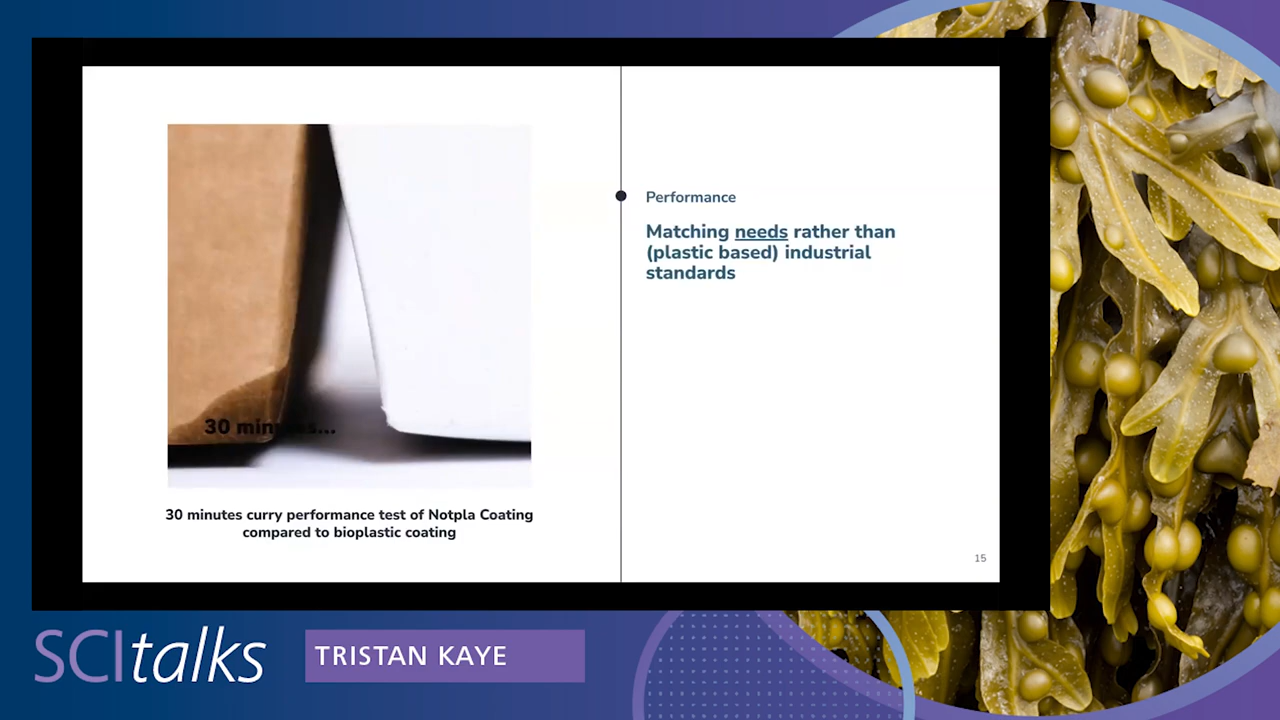 Performance
Matching needs rather than
(plastic based) industrial
standards
30 minutes...
30 minutes curry performance test of Notpla Coating
compared to bioplastic coating
15
SCItalks
TRISTAN KAYE